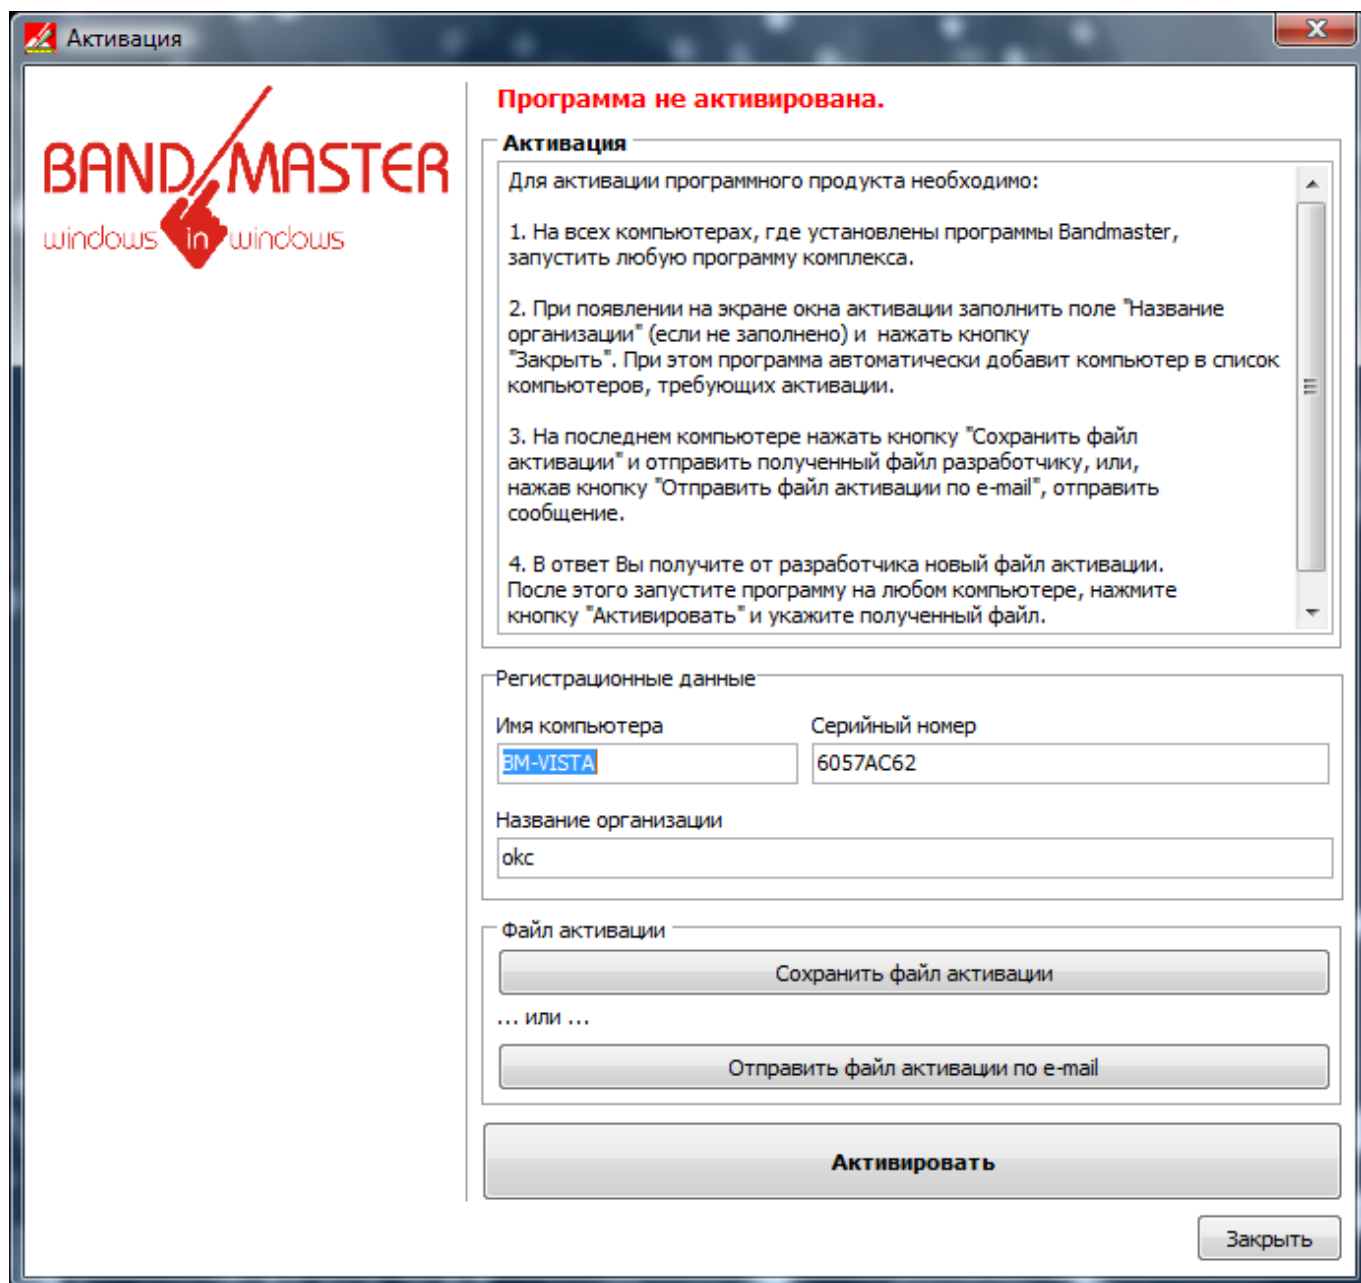 Активация
BAND MASTER
windows in windows
Программа не активирована.
Активация
Для активации программного продукта необходимо:
1. На всех компьютерах, где установлены программы Bandmaster,
запустить любую программу комплекса.
2. При появлении на экране окна активации заполнить поле "Название
организации" (если не заполнено) и  нажать кнопку
"Закрыть". При этом программа автоматически добавит компьютер в список
компьютеров, требующих активации.
3. На последнем компьютере нажать кнопку "Сохранить файл
активации" и отправить полученный файл разработчику, или,
нажав кнопку "Отправить файл активации по e-mail", отправить
сообщение.
4. В ответ Вы получите от разработчика новый файл активации.
После этого запустите программу на любом компьютере, нажмите
кнопку "Активировать" и укажите полученный файл.
Регистрационные данные
Имя компьютера Серийный номер
BM-VISTA 6057AC62
Название организации
okc
Файл активации
Сохранить файл активации
... или ...
Отправить файл активации по e-mail
Активировать
Закрыть